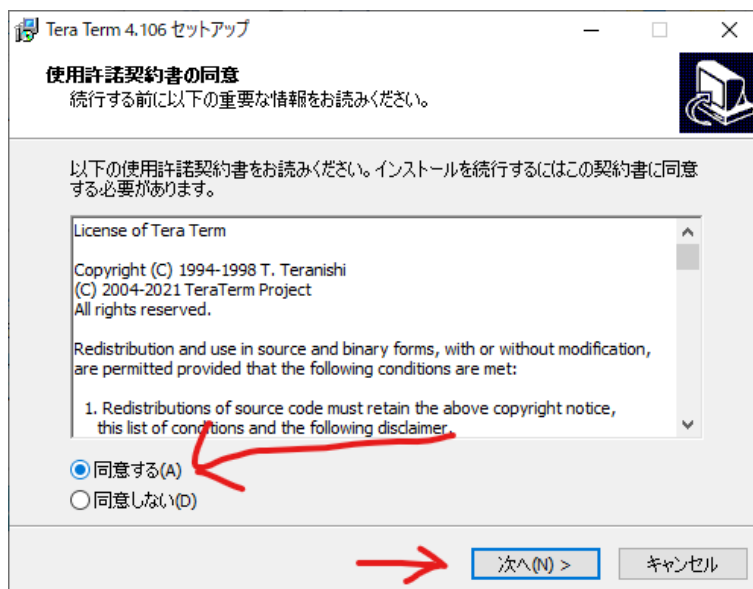 Tera Term 4.106 セットアップ
使用許諾契約書の同意
続行する前に以下の重要な情報をお読みください。
以下の使用許諾契約書をお読みください。インストールを続行するにはこの契約書に同意
する必要があります。
License of Tera Term
Copyright (C) 1994-1998 T. Teranishi
(C) 2004-2021 TeraTerm Project
All rights reserved.
Redistribution and use in source and binary forms, with or without modification,
are permitted provided that the following conditions are met:
1. Redistributions of source code must retain the above copyright notice,
this list of conditions and the following disclaimer.
同意する(A)
同意しない(D)
次へ(N) >
キャンセル